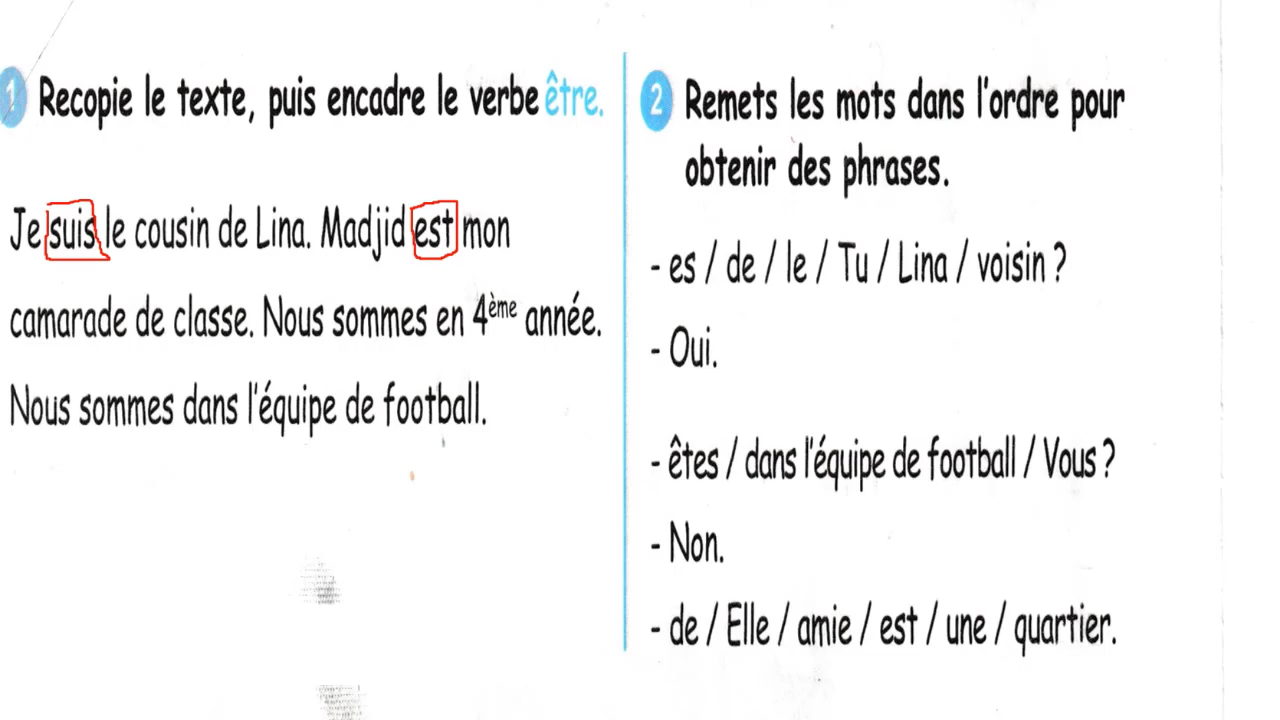 1 Recopie le texte, puis encadre le verbe être.
Je suis le cousin de Lina. Madjid est mon
camarade de classe. Nous sommes en 4ème année.
Nous sommes dans l'équipe de football.
2 Remets les mots dans l'ordre pour
obtenir des phrases.
- es / de / le / Tu / Lina / voisin ?
- Oui.
- êtes / dans l'équipe de football / Vous ?
- Non.
- de / Elle / amie / est / une / quartier.